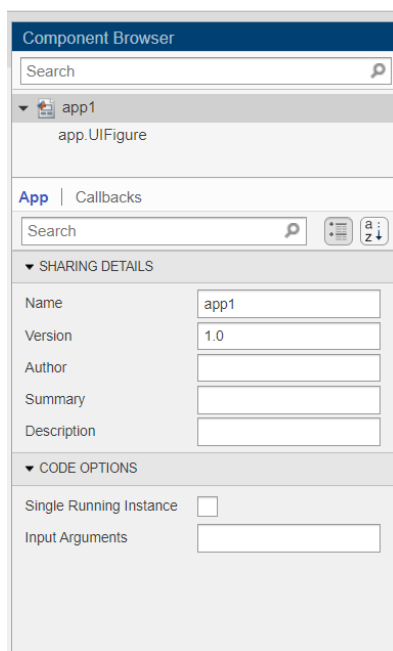 Component Browser
Search
app1
app.UIFigure
App | Callbacks
Search
a
z
SHARING DETAILS
Name app1
Version 1.0
Author
Summary
Description
CODE OPTIONS
Single Running Instance
Input Arguments